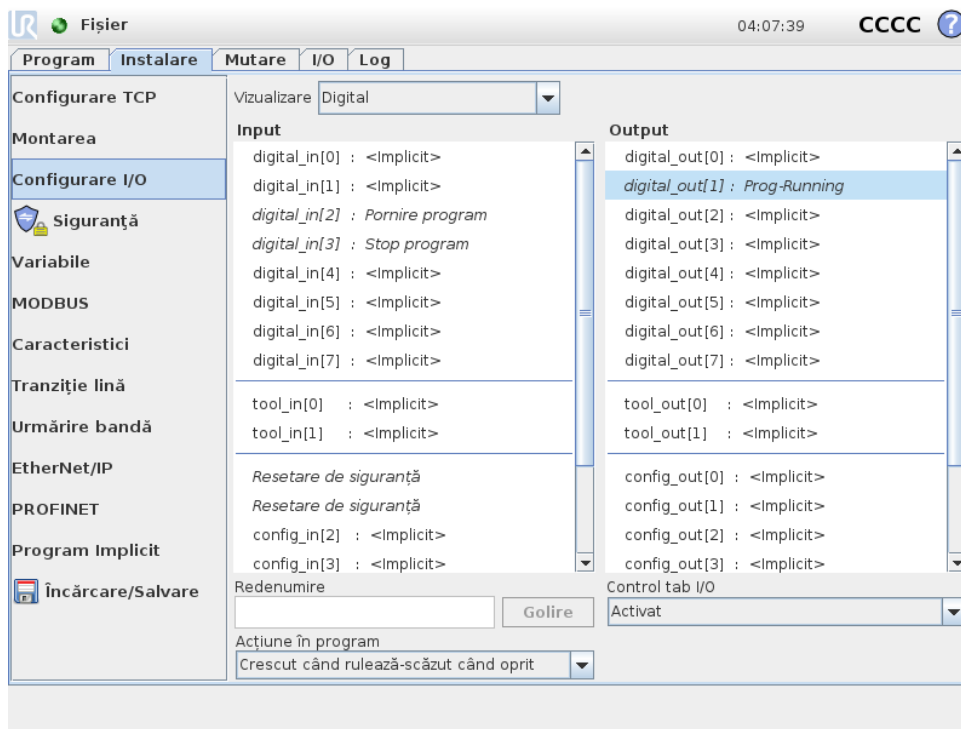 UR Fișier 04:07:39 CCCC ?
Program Instalare Mutare I/O Log
Configurare TCP
Montarea
Configurare I/O
Siguranță
Variabile
MODBUS
Caracteristici
Tranziție lină
Urmărire bandă
EtherNet/IP
PROFINET
Program Implicit
Încărcare/Salvare
Vizualizare Digital
Input
digital_in[0] : <Implicit>
digital_in[1] : <Implicit>
digital_in[2] : Pornire program
digital_in[3] : Stop program
digital_in[4] : <Implicit>
digital_in[5] : <Implicit>
digital_in[6] : <Implicit>
digital_in[7] : <Implicit>
tool_in[0] : <Implicit>
tool_in[1] : <Implicit>
Resetare de siguranță
Resetare de siguranță
config_in[2] : <Implicit>
config_in[3] : <Implicit>
Output
digital_out[0] : <Implicit>
digital_out[1] : Prog-Running
digital_out[2] : <Implicit>
digital_out[3] : <Implicit>
digital_out[4] : <Implicit>
digital_out[5] : <Implicit>
digital_out[6] : <Implicit>
digital_out[7] : <Implicit>
tool_out[0] : <Implicit>
tool_out[1] : <Implicit>
config_out[0] : <Implicit>
config_out[1] : <Implicit>
config_out[2] : <Implicit>
config_out[3] : <Implicit>
Redenumire
Golire
Acțiune în program
Crescut când rulează-scăzut când oprit
Control tab I/O
Activat